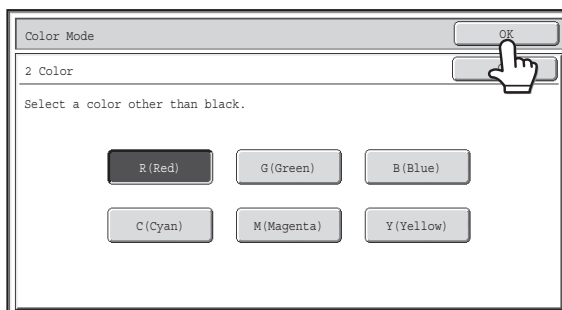 Color Mode
OK
2 Color
Select a color other than black.
R(Red) G(Green) B(Blue)
C(Cyan) M(Magenta) Y(Yellow)